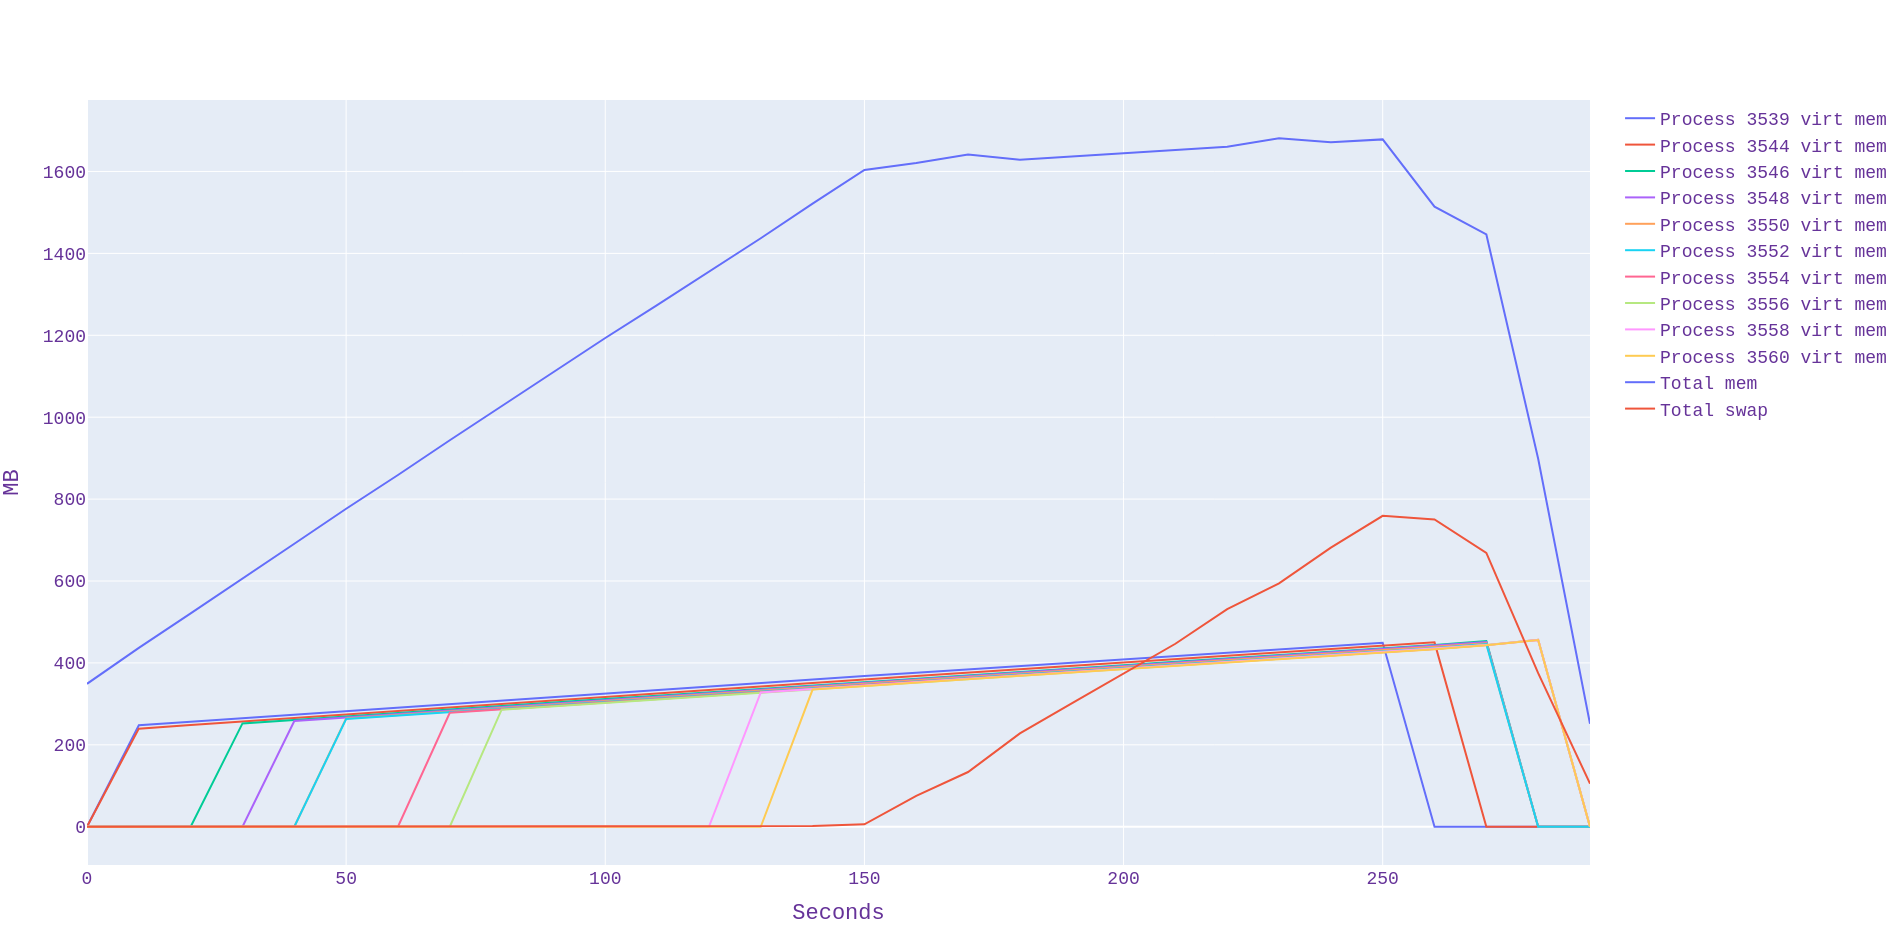 MB
1600
1400
1200
1000
800
600
400
200
0
0 50 100 150 200 250
Seconds
Process 3539 virt mem
Process 3544 virt mem
Process 3546 virt mem
Process 3548 virt mem
Process 3550 virt mem
Process 3552 virt mem
Process 3554 virt mem
Process 3556 virt mem
Process 3558 virt mem
Process 3560 virt mem
Total mem
Total swap